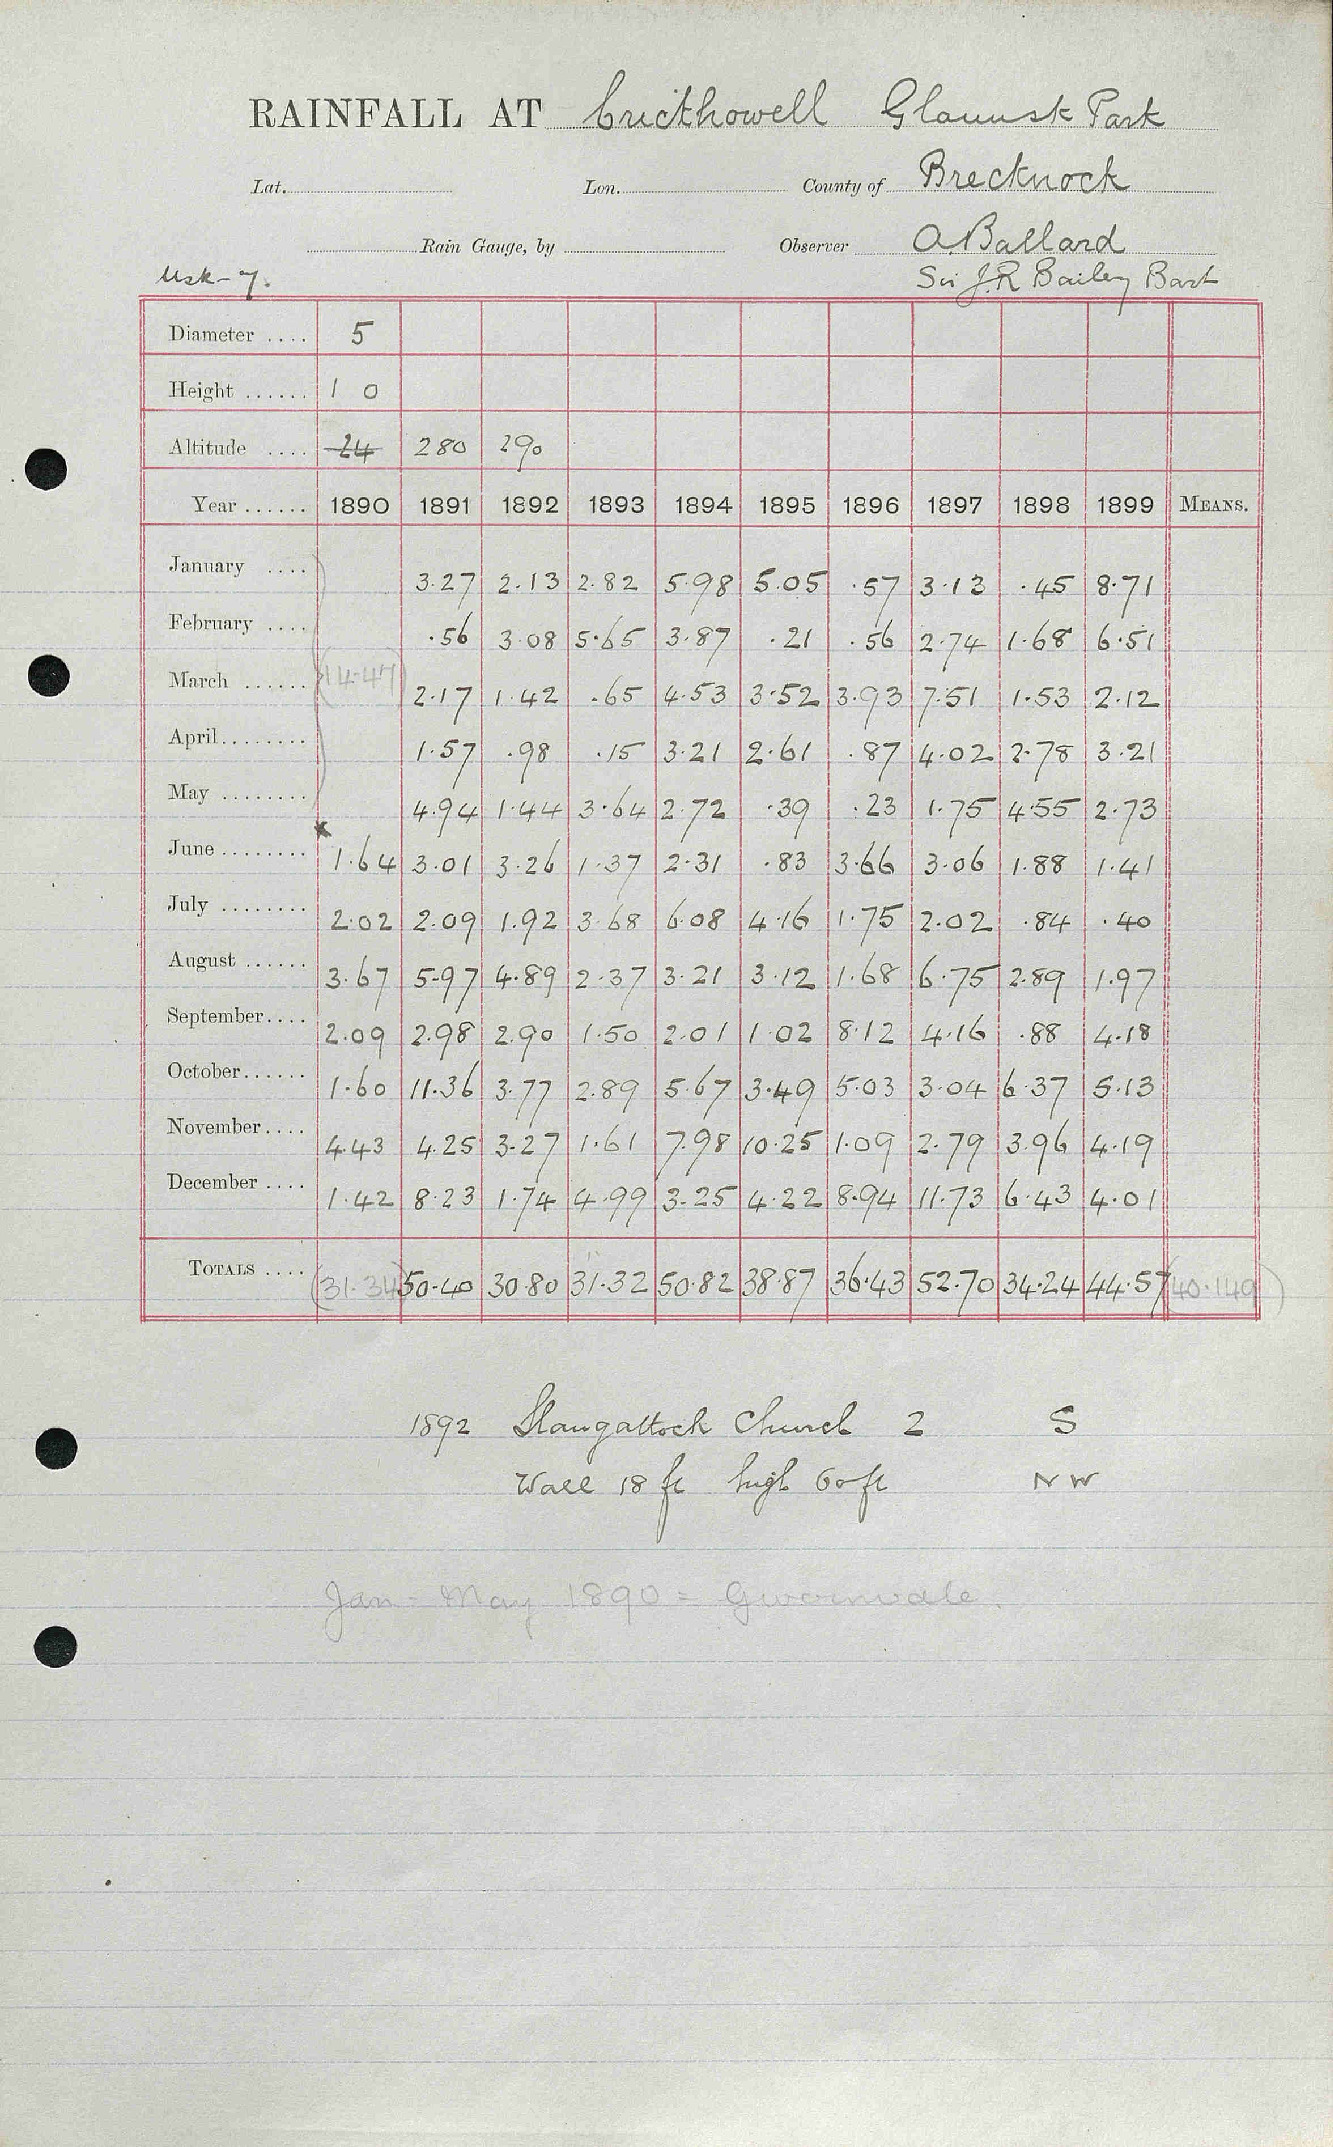 RAINFALL AT Crickhowell Glanusk Park
Lat. Lon. County of Brecknock
Rain Gauge, by Observer O. Ballard
Usk-7. Sir J.R Bailey Bart
Diameter .... 5
Height ...... 1 0
Altitude .... 24 280 290
Year ...... 1890 1891 1892 1893 1894 1895 1896 1897 1898 1899 MEANS.
January .... 3.27 2.13 2.82 5.98 5.05 .57 3.13 .45 8.71
February .... .56 3.08 5.65 3.87 .21 .56 2.74 1.68 6.51
March ...... (14.47) 2.17 1.42 .65 4.53 3.52 3.93 7.51 1.53 2.12
April ........ 1.57 .98 .15 3.21 2.61 .87 4.02 2.78 3.21
May ........ 4.94 1.44 3.64 2.72 .39 .23 1.75 4.55 2.73
June ........ x 1.64 3.01 3.26 1.37 2.31 .83 3.66 3.06 1.88 1.41
July ........ 2.02 2.09 1.92 3.68 6.08 4.16 1.75 2.02 .84 .40
August ...... 3.67 5.97 4.89 2.37 3.21 3.12 1.68 6.75 2.89 1.97
September .... 2.09 2.98 2.90 1.50 2.01 1.02 8.12 4.16 .88 4.18
October ...... 1.60 11.36 3.77 2.89 5.67 3.49 5.03 3.04 6.37 5.13
November .... 4.43 4.25 3.27 1.61 7.98 10.25 1.09 2.79 3.96 4.19
December .... 1.42 8.23 1.74 4.99 3.25 4.22 8.94 11.73 6.43 4.01
TOTALS .... (31.34) 50.40 30.80 31.32 50.82 38.87 36.43 52.70 34.24 44.57 (40.149)
1892 Llangattock Church 2 S
Wall 18 ft high 60 ft NW
Jan - May 1890 = Gwernvale.